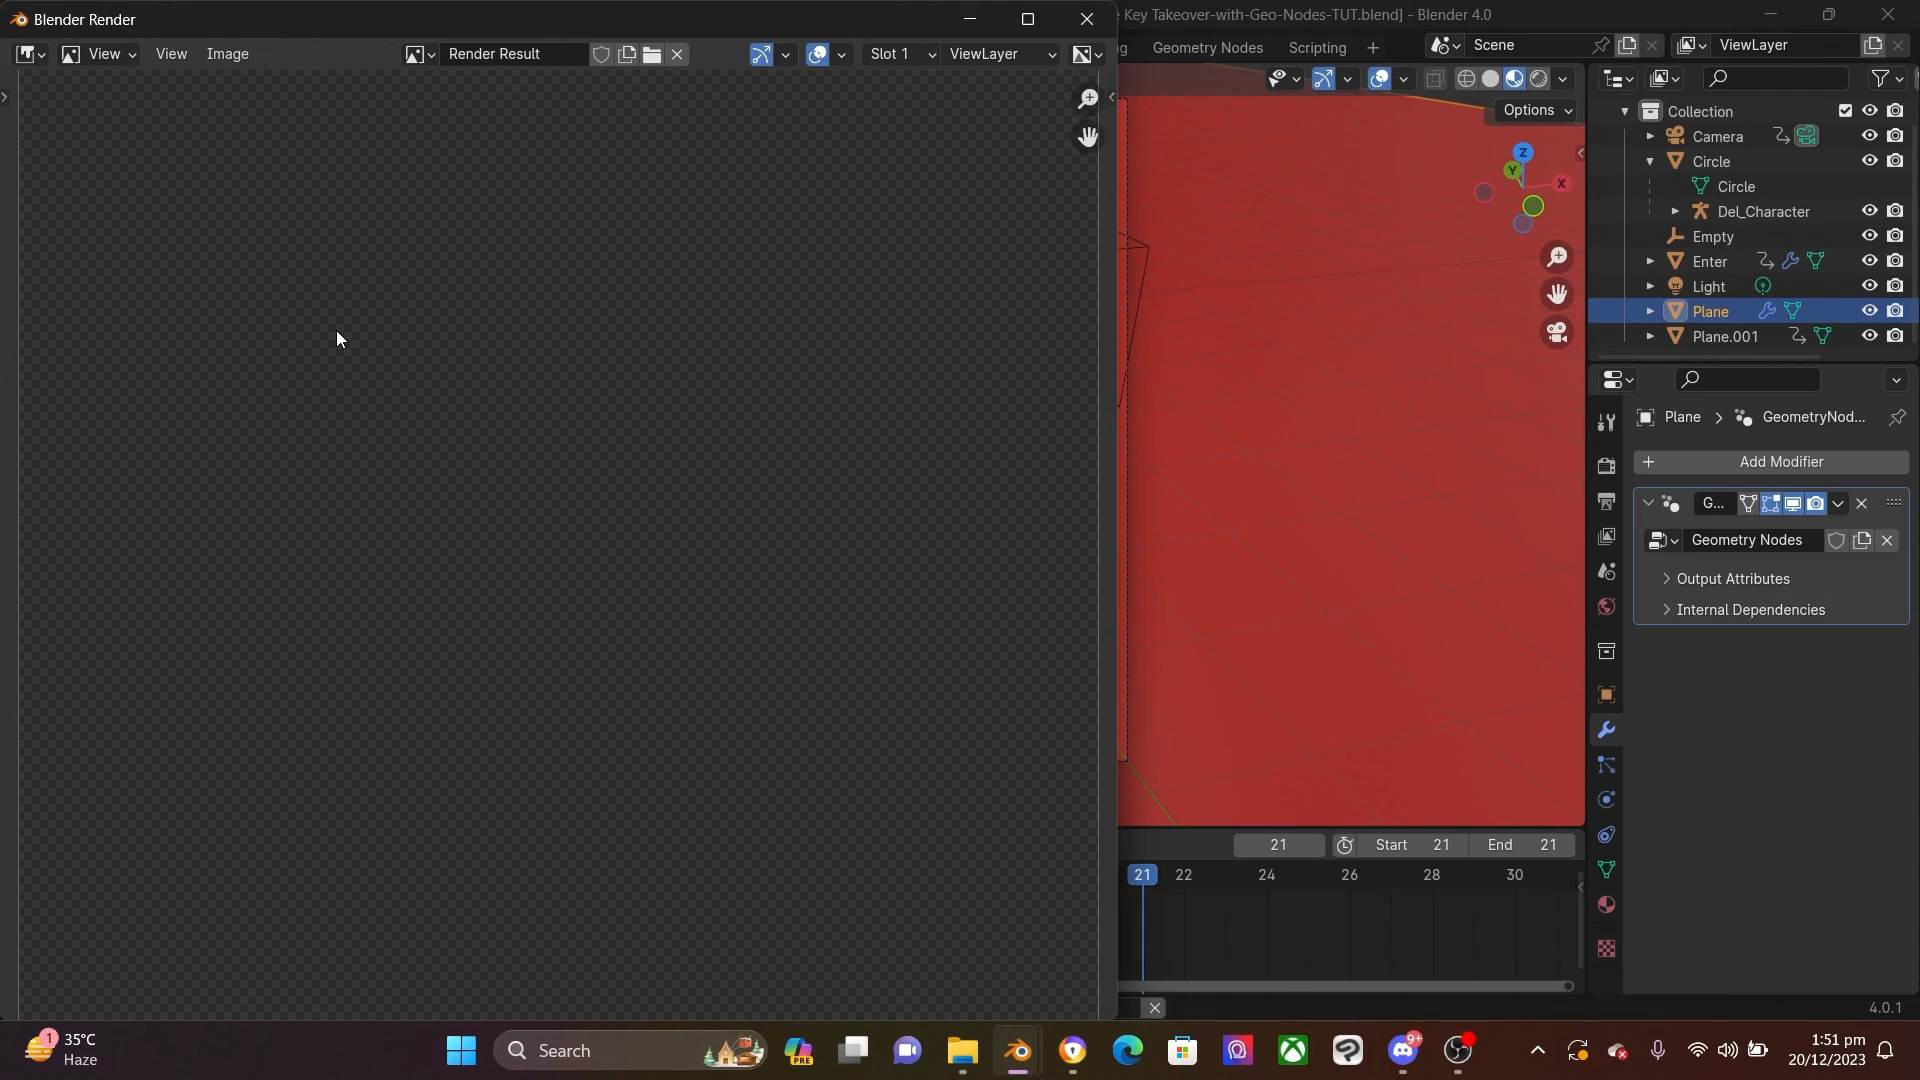 Blender Render
Key Takeover-with-Geo-Nodes-TUT.blend] - Blender 4.0
View View Image Render Result Slot 1 ViewLayer
Geometry Nodes Scripting + Scene ViewLayer
Options
Z
Y
X
Collection
Camera
Circle
Circle
Del_Character
Empty
Enter
Light
Plane
Plane.001
Plane > GeometryNod...
+ Add Modifier
G...
Geometry Nodes
Output Attributes
Internal Dependencies
21 Start 21 End 21
21 22 24 26 28 30
4.0.1
1 35°C
Haze
Search
PRE
9+
1:51 pm
20/12/2023